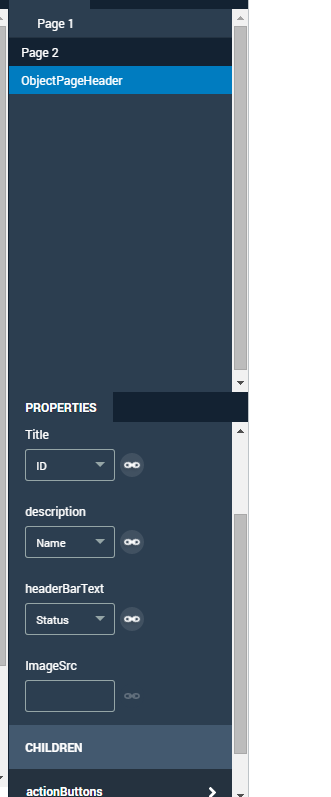 Page 1
Page 2
ObjectPageHeader
PROPERTIES
Title
ID
description
Name
headerBarText
Status
ImageSrc
CHILDREN
actionButtons